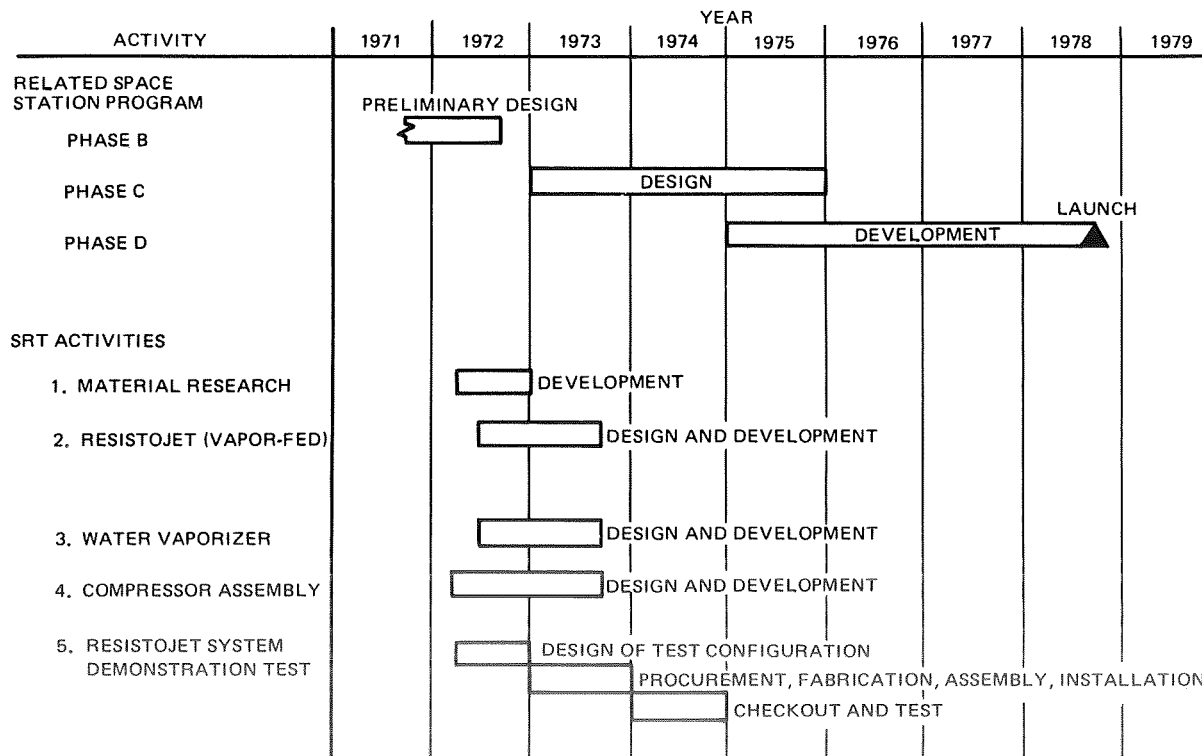 YEAR
ACTIVITY 1971 1972 1973 1974 1975 1976 1977 1978 1979
RELATED SPACE
STATION PROGRAM
PRELIMINARY DESIGN
PHASE B
PHASE C
DESIGN
LAUNCH
PHASE D
DEVELOPMENT
SRT ACTIVITIES
1. MATERIAL RESEARCH
DEVELOPMENT
2. RESISTOJET (VAPOR-FED)
DESIGN AND DEVELOPMENT
3. WATER VAPORIZER
DESIGN AND DEVELOPMENT
4. COMPRESSOR ASSEMBLY
DESIGN AND DEVELOPMENT
5. RESISTOJET SYSTEM
DEMONSTRATION TEST
DESIGN OF TEST CONFIGURATION
PROCUREMENT, FABRICATION, ASSEMBLY, INSTALLATION
CHECKOUT AND TEST